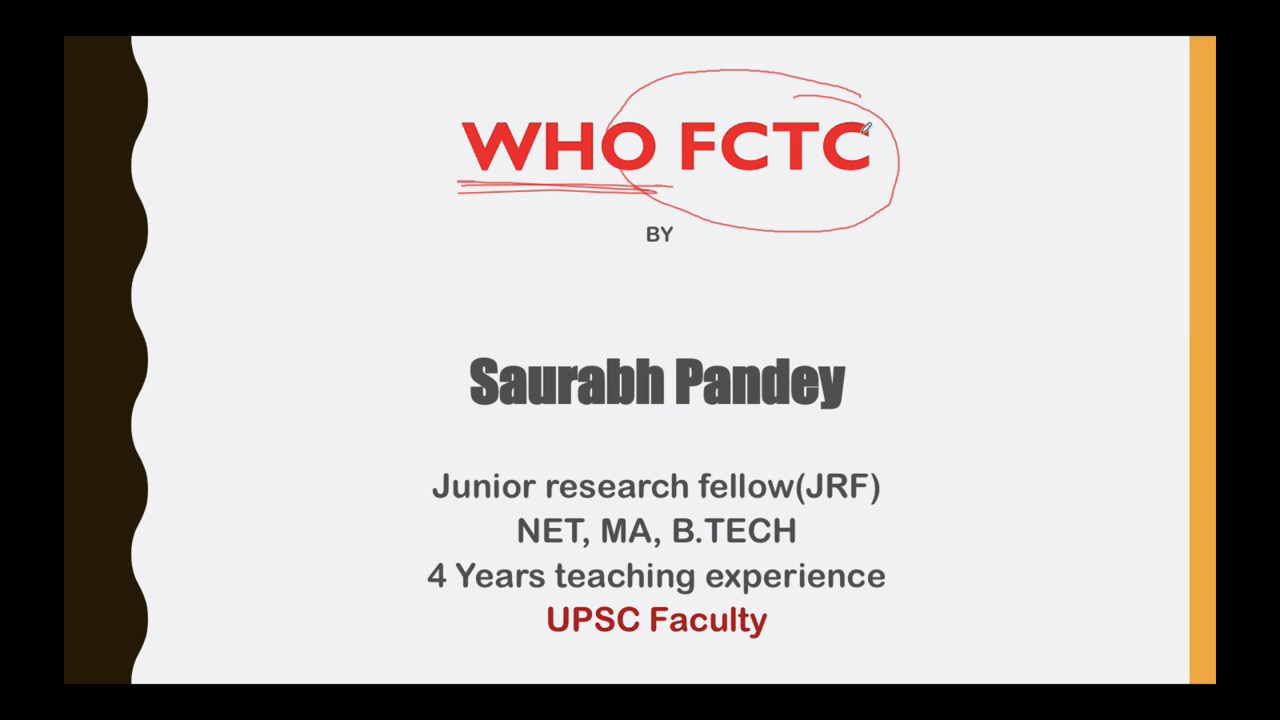 WHO FCTC
BY
Saurabh Pandey
Junior research fellow(JRF)
NET, MA, B.TECH
4 Years teaching experience
UPSC Faculty